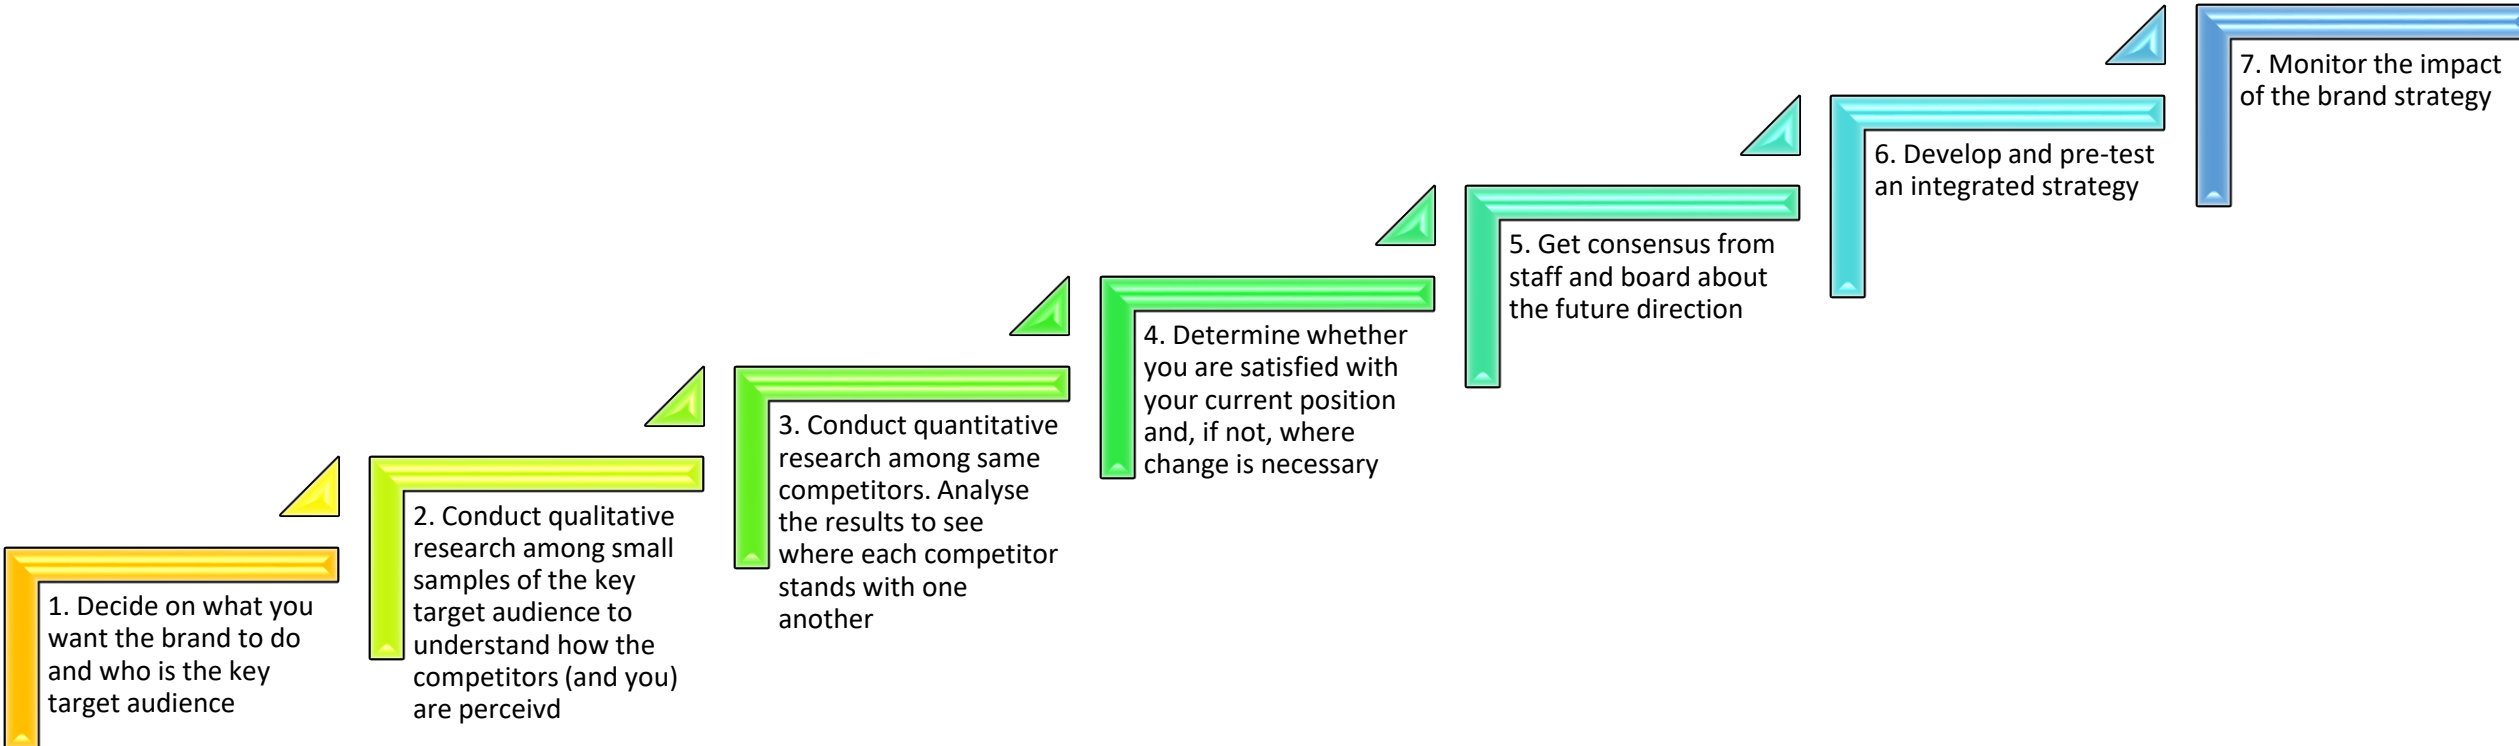 1. Decide on what you
want the brand to do
and who is the key
target audience
2. Conduct qualitative
research among small
samples of the key
target audience to
understand how the
competitors (and you)
are perceivd
3. Conduct quantitative
research among same
competitors. Analyse
the results to see
where each competitor
stands with one
another
4. Determine whether
you are satisfied with
your current position
and, if not, where
change is necessary
5. Get consensus from
staff and board about
the future direction
6. Develop and pre-test
an integrated strategy
7. Monitor the impact
of the brand strategy